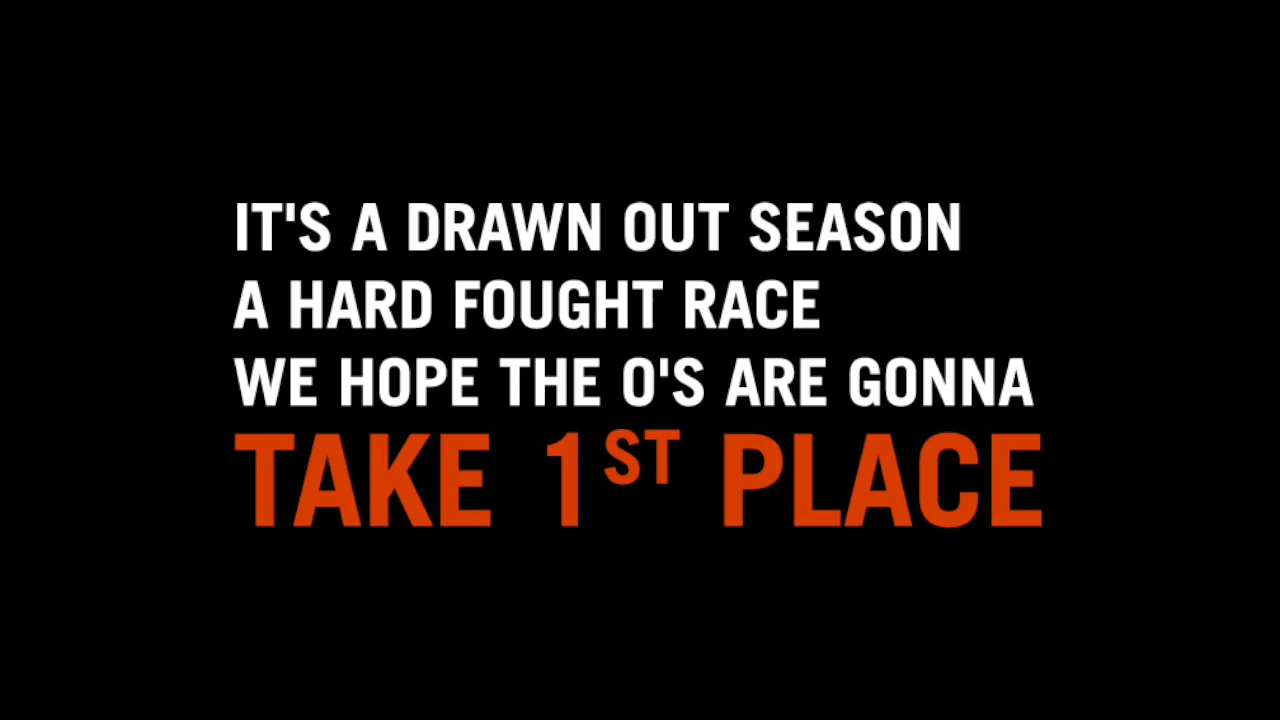 IT'S A DRAWN OUT SEASON
A HARD FOUGHT RACE
WE HOPE THE O'S ARE GONNA
TAKE 1ST PLACE